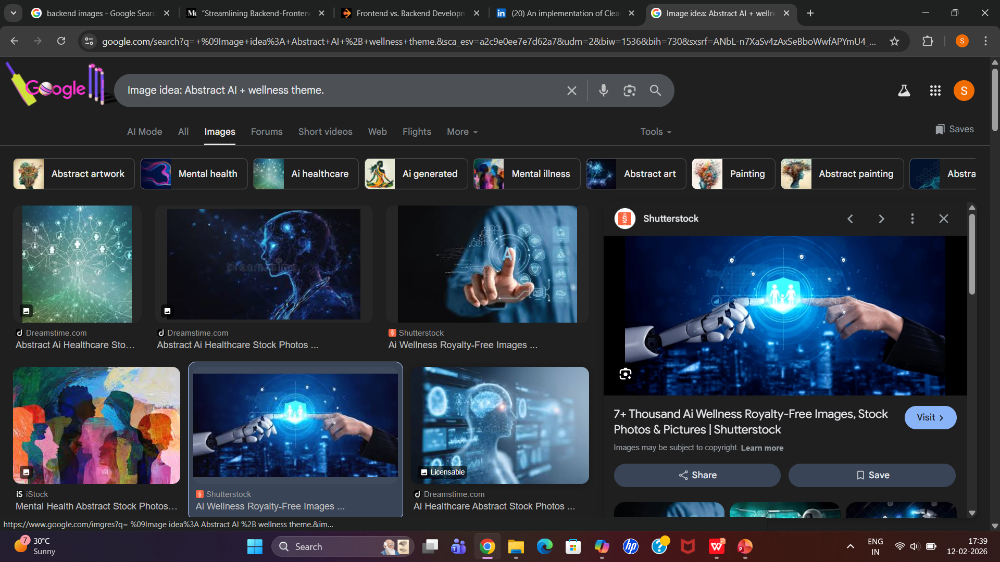 backend images - Google Searc
"Streamlining Backend-Fronten
Frontend vs. Backend Developm
(20) An implementation of Clea
Image idea: Abstract AI + welln
google.com/search?q=+%09Image+idea%3A+Abstract+AI+%2B+wellness+theme.&sca_esv=a2c9e0ee7e7d62a7&udm=2&biw=1536&bih=730&sxsrf=ANbL-n7XaSv4zAxSeBboWwfAPYmU4_...
S
Google
Image idea: Abstract AI + wellness theme.
S
AI Mode All Images Forums Short videos Web Flights More Tools Saves
Abstract artwork Mental health Ai healthcare Ai generated Mental illness Abstract art Painting Abstract painting Abstra
Shutterstock
dreamstime
AI
Dreamstime.com Dreamstime.com Shutterstock
Abstract Ai Healthcare Sto... Abstract Ai Healthcare Stock Photos ... Ai Wellness Royalty-Free Images ...
7+ Thousand Ai Wellness Royalty-Free Images, Stock
Photos & Pictures | Shutterstock
Visit
Images may be subject to copyright. Learn more
Licensable
Share Save
iS iStock Shutterstock Dreamstime.com
Mental Health Abstract Stock Photos... Ai Wellness Royalty-Free Images ... Ai Healthcare Abstract Stock Photos ...
https://www.google.com/imgres?q= %09Image idea%3A Abstract AI %2B wellness theme.&im...
7
30°C
Sunny
Search
ENG
IN
17:39
12-02-2026